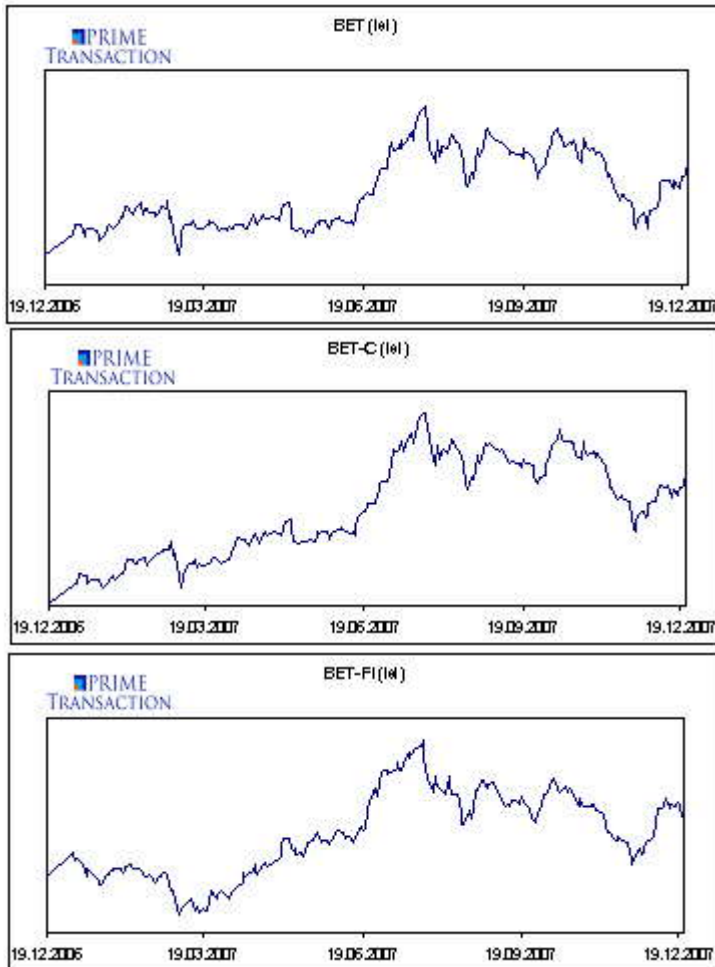 BET (lei)
PRIME
TRANSACTION
19.12.2006 19.03.2007 19.06.2007 19.09.2007 19.12.2007
BET-C (lei)
PRIME
TRANSACTION
19.12.2006 19.03.2007 19.06.2007 19.09.2007 19.12.2007
BET-FI (lei)
PRIME
TRANSACTION
19.12.2006 19.03.2007 19.06.2007 19.09.2007 19.12.2007